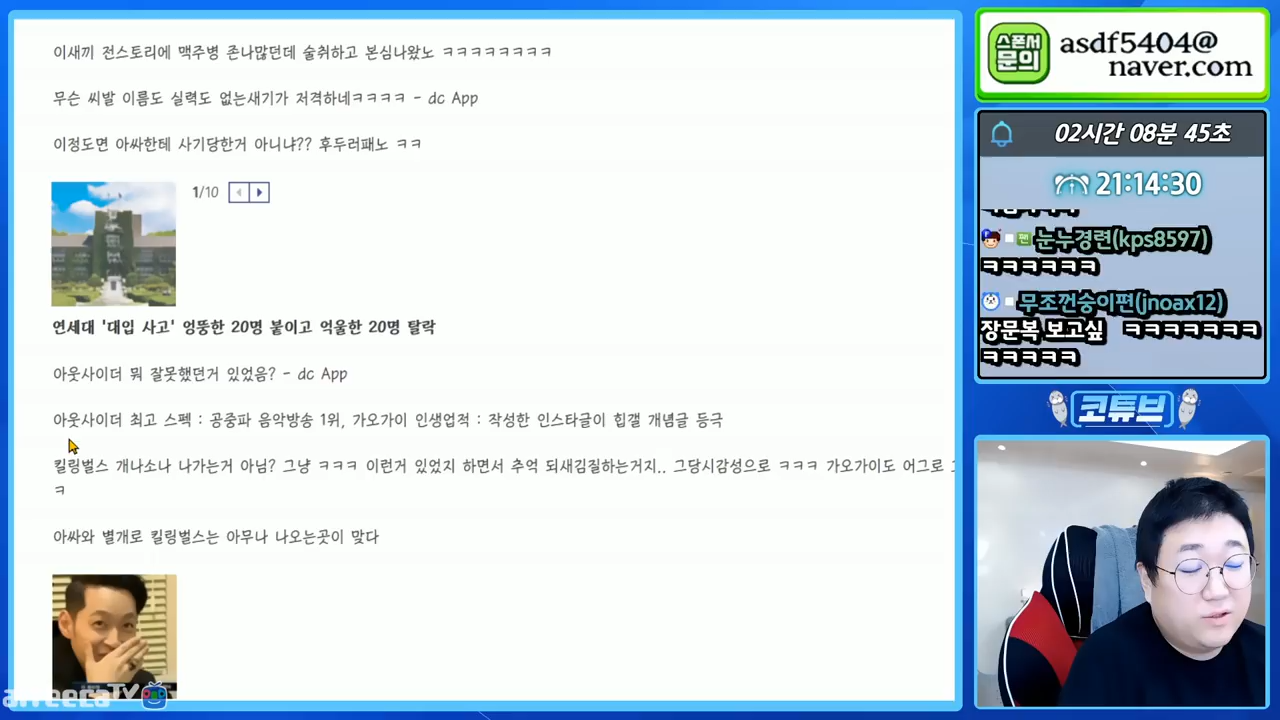 이새끼 전스토리에 맥주병 존나많던데 술취하고 본심나왔노 ㅋㅋㅋㅋㅋㅋㅋㅋ
무슨 씨발 이름도 실력도 없는새기가 저격하네ㅋㅋㅋㅋ - dc App
이정도면 아싸한테 사기당한거 아니냐?? 후두러패노 ㅋㅋ
1/10
연세대 '대입 사고' 엉뚱한 20명 붙이고 억울한 20명 탈락
아웃사이더 뭐 잘못했던거 있었음? - dc App
아웃사이더 최고 스펙 : 공중파 음악방송 1위, 가오가이 인생업적 : 작성한 인스타글이 힙갤 개념글 등극
킬링벌스 개나소나 나가는거 아님? 그냥 ㅋㅋㅋ 이런거 있었지 하면서 추억 되새김질하는거지.. 그당시감성으로 ㅋㅋㅋ 가오가이도 어그로
ㅋ
아싸와 별개로 킬링벌스는 아무나 나오는곳이 맞다
스폰서
문의
asdf5404@
naver.com
02시간 08분 45초
21:14:30
팬 눈누경련(kps8597)
ㅋㅋㅋㅋㅋㅋ
무조건숭이편(jnoax12)
장문복 보고싶 ㅋㅋㅋㅋㅋㅋㅋ
ㅋㅋㅋㅋㅋ
코튜브